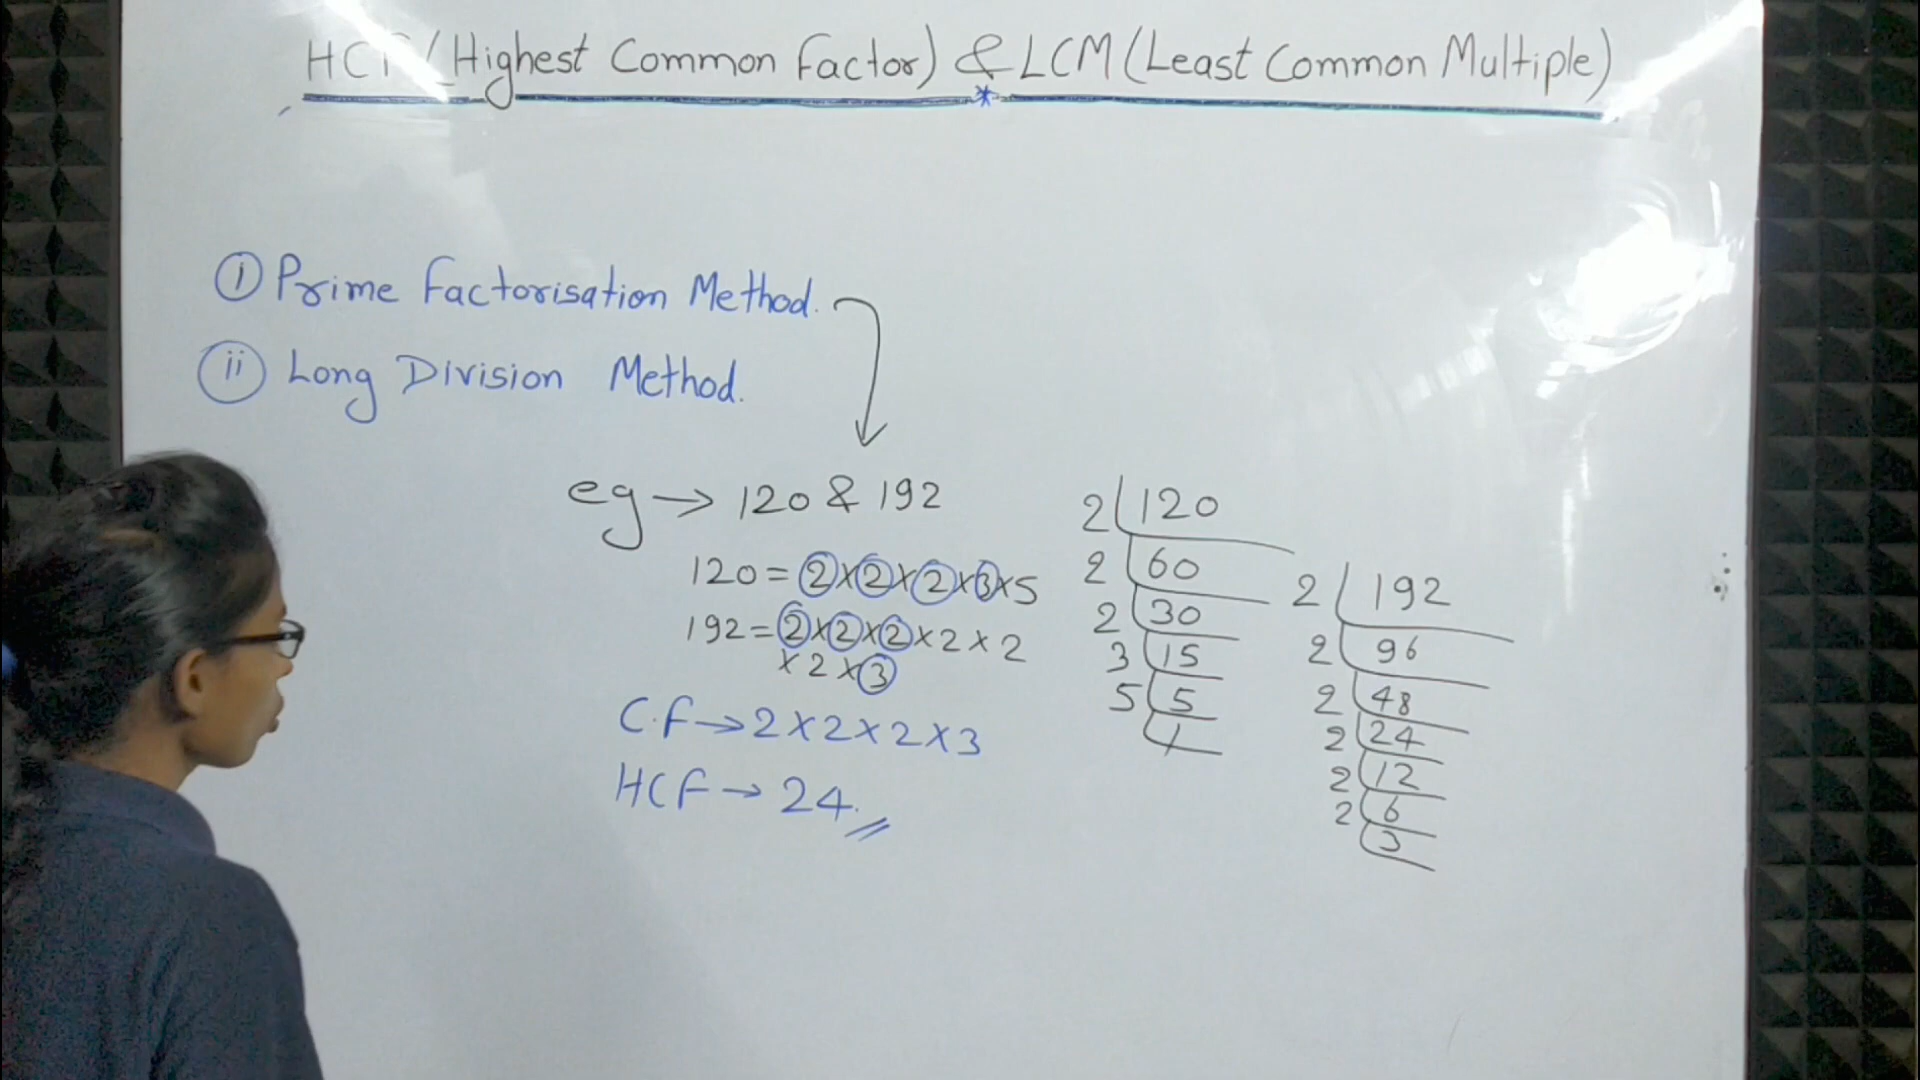 HCF (Highest Common Factor) & LCM (Least Common Multiple)
(i) Prime Factorisation Method.
(ii) Long Division Method.
eg → 120 & 192
120 = 2×2×2×3×5
192 = 2×2×2×2×2
×2×3
C.F → 2×2×2×3
HCF → 24.
2 120
2 60
2 30
3 15
5 5
1
2 192
2 96
2 48
2 24
2 12
2 6
3